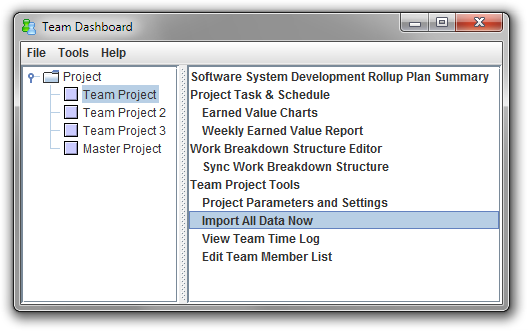 Team Dashboard
File Tools Help
Project
Team Project
Team Project 2
Team Project 3
Master Project
Software System Development Rollup Plan Summary
Project Task & Schedule
Earned Value Charts
Weekly Earned Value Report
Work Breakdown Structure Editor
Sync Work Breakdown Structure
Team Project Tools
Project Parameters and Settings
Import All Data Now
View Team Time Log
Edit Team Member List